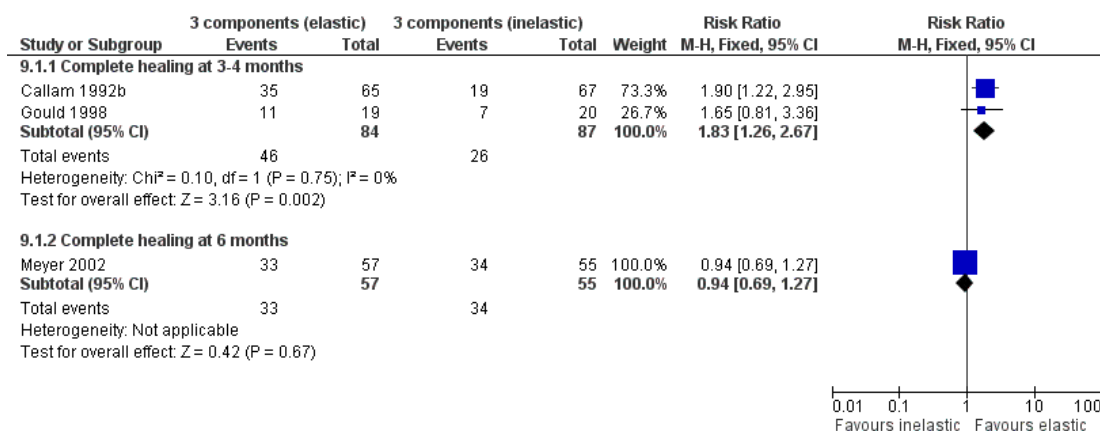 3 components (elastic) 3 components (inelastic) Risk Ratio Risk Ratio
Study or Subgroup Events Total Events Total Weight M-H, Fixed, 95% CI M-H, Fixed, 95% CI
9.1.1 Complete healing at 3-4 months
Callam 1992b 35 65 19 67 73.3% 1.90 [1.22, 2.95]
Gould 1998 11 19 7 20 26.7% 1.65 [0.81, 3.36]
Subtotal (95% CI) 84 87 100.0% 1.83 [1.26, 2.67]
Total events 46 26
Heterogeneity: Chi² = 0.10, df = 1 (P = 0.75); I² = 0%
Test for overall effect: Z = 3.16 (P = 0.002)
9.1.2 Complete healing at 6 months
Meyer 2002 33 57 34 55 100.0% 0.94 [0.69, 1.27]
Subtotal (95% CI) 57 55 100.0% 0.94 [0.69, 1.27]
Total events 33 34
Heterogeneity: Not applicable
Test for overall effect: Z = 0.42 (P = 0.67)
0.01 0.1 1 10 100
Favours inelastic Favours elastic